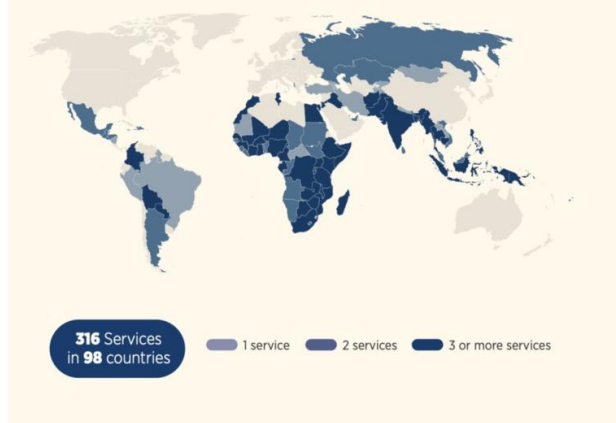 316 Services
in 98 countries
1 service
2 services
3 or more services